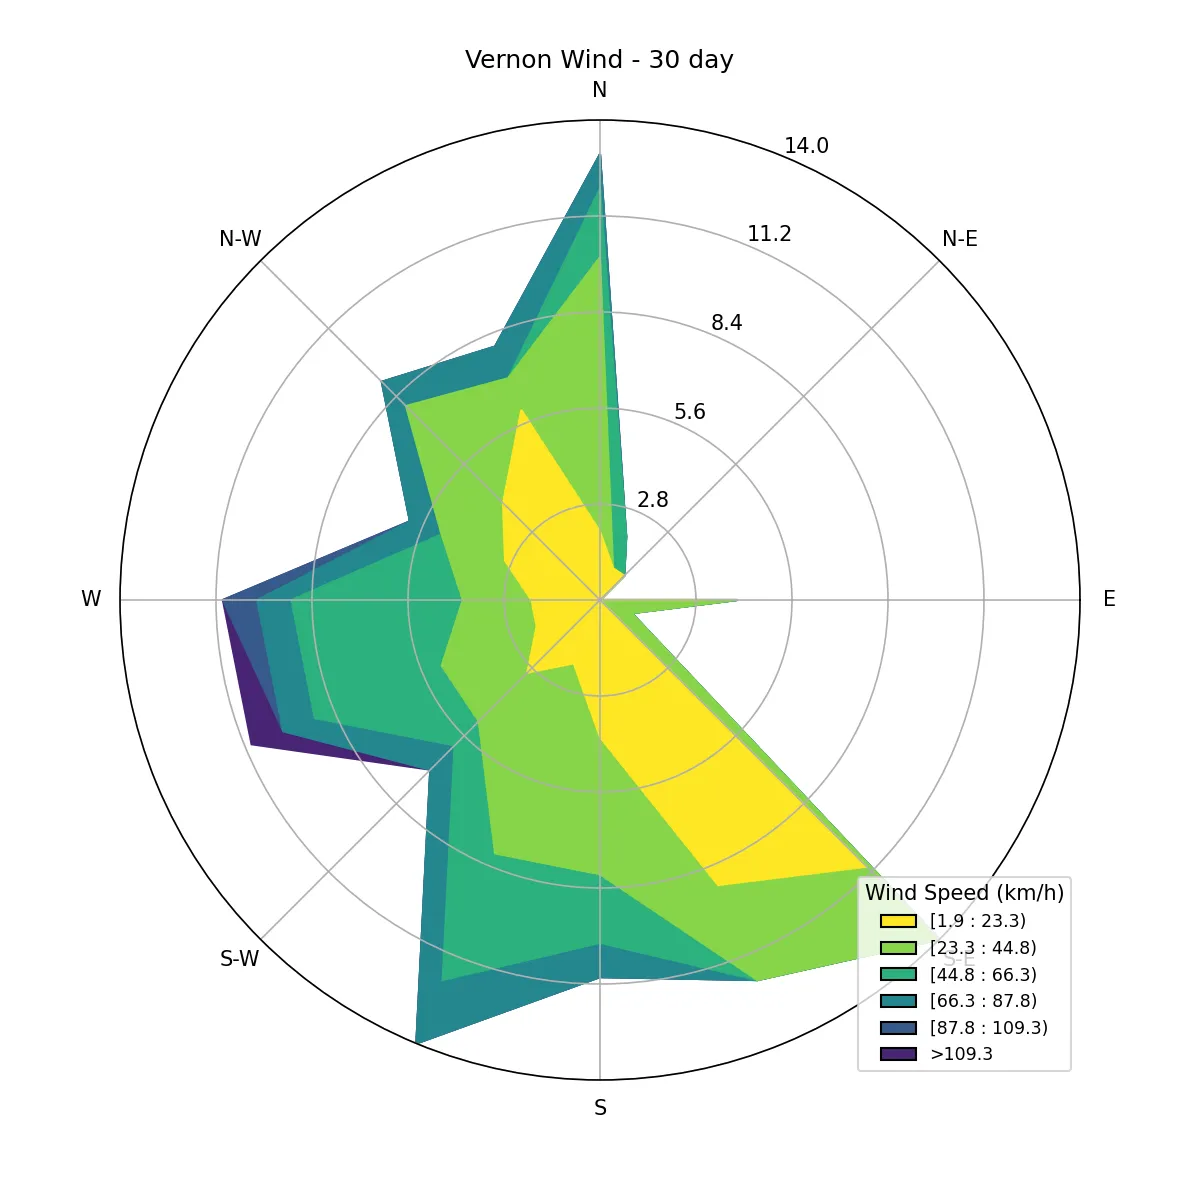 Vernon Wind - 30 day
N
14.0
11.2
N-W
N-E
8.4
5.6
2.8
W
E
Wind Speed (km/h)
[1.9 : 23.3)
[23.3 : 44.8)
S-W
S-E
[44.8 : 66.3)
[66.3 : 87.8)
[87.8 : 109.3)
>109.3
S